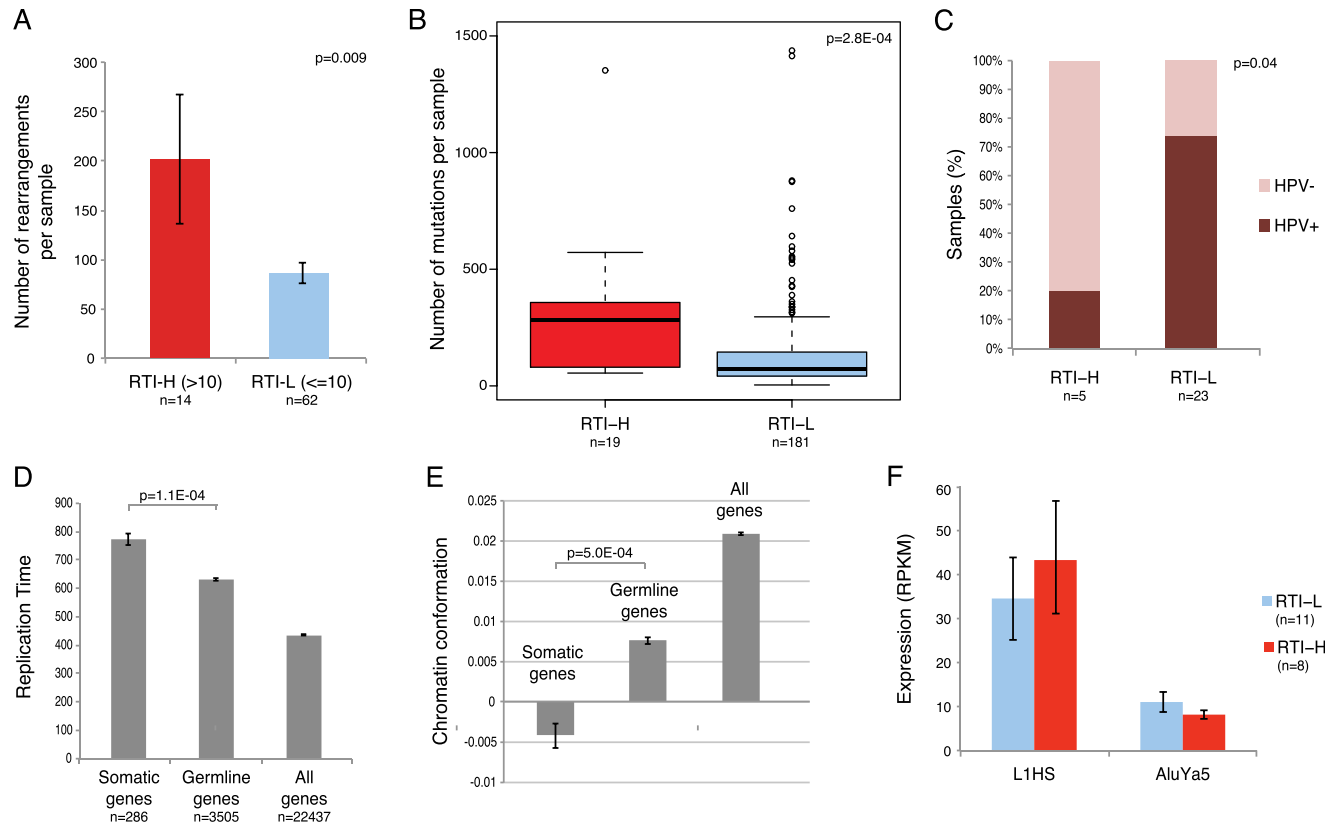 A
p=0.009
Number of rearrangements
per sample
300
250
200
150
100
50
0
RTI-H (>10)
n=14
RTI-L (<=10)
n=62
B
p=2.8E-04
Number of mutations per sample
1500
1000
500
0
RTI-H
n=19
RTI-L
n=181
C
p=0.04
Samples (%)
100%
90%
80%
70%
60%
50%
40%
30%
20%
10%
0%
RTI-H
n=5
RTI-L
n=23
HPV-
HPV+
D
p=1.1E-04
Replication Time
900
800
700
600
500
400
300
200
100
0
Somatic
genes
n=286
Germline
genes
n=3505
All
genes
n=22437
E
Chromatin conformation
0.025
0.02
0.015
0.01
0.005
0
-0.005
-0.01
p=5.0E-04
Somatic
genes
Germline
genes
All
genes
F
Expression (RPKM)
60
50
40
30
20
10
0
L1HS
AluYa5
RTI-L
(n=11)
RTI-H
(n=8)